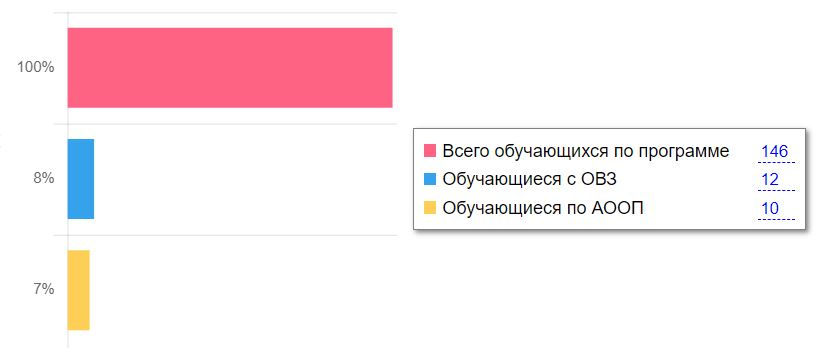 100%
8%
7%
Всего обучающихся по программе 146
Обучающиеся с ОВЗ 12
Обучающиеся по АООП 10